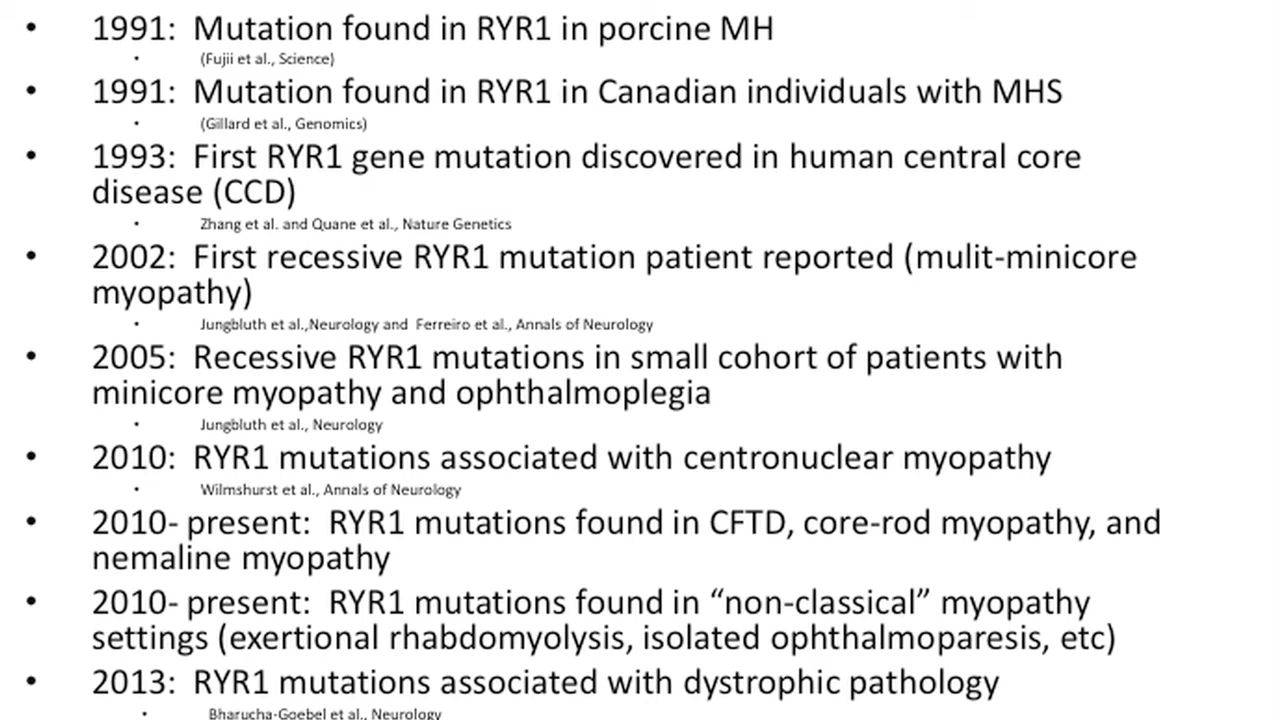 • 1991: Mutation found in RYR1 in porcine MH
• (Fujii et al., Science)
• 1991: Mutation found in RYR1 in Canadian individuals with MHS
• (Gillard et al., Genomics)
• 1993: First RYR1 gene mutation discovered in human central core
disease (CCD)
• Zhang et al. and Quane et al., Nature Genetics
• 2002: First recessive RYR1 mutation patient reported (mulit-minicore
myopathy)
• Jungbluth et al.,Neurology and Ferreiro et al., Annals of Neurology
• 2005: Recessive RYR1 mutations in small cohort of patients with
minicore myopathy and ophthalmoplegia
• Jungbluth et al., Neurology
• 2010: RYR1 mutations associated with centronuclear myopathy
• Wilmshurst et al., Annals of Neurology
• 2010- present: RYR1 mutations found in CFTD, core-rod myopathy, and
nemaline myopathy
• 2010- present: RYR1 mutations found in “non-classical” myopathy
settings (exertional rhabdomyolysis, isolated ophthalmoparesis, etc)
• 2013: RYR1 mutations associated with dystrophic pathology
• Bharucha-Goebel et al., Neurology